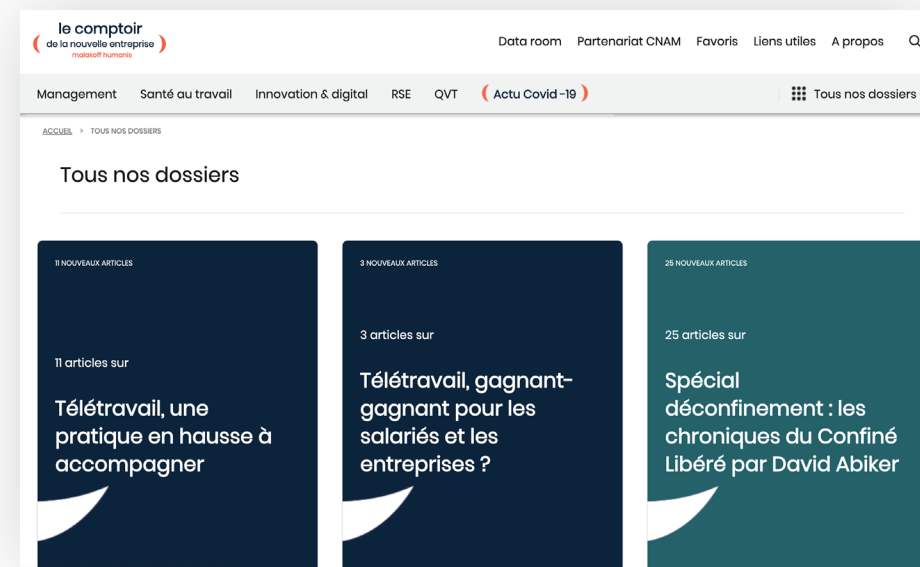 le comptoir
de la nouvelle entreprise
malakoff humanis
Data room Partenariat CNAM Favoris Liens utiles A propos
Management Santé au travail Innovation & digital RSE QVT Actu Covid-19 Tous nos dossiers
ACCUEIL > TOUS NOS DOSSIERS
Tous nos dossiers
11 NOUVEAUX ARTICLES
11 articles sur
Télétravail, une
pratique en hausse à
accompagner
3 NOUVEAUX ARTICLES
3 articles sur
Télétravail, gagnant-
gagnant pour les
salariés et les
entreprises ?
25 NOUVEAUX ARTICLES
25 articles sur
Spécial
déconfinement : les
chroniques du Confiné
Libéré par David Abiker